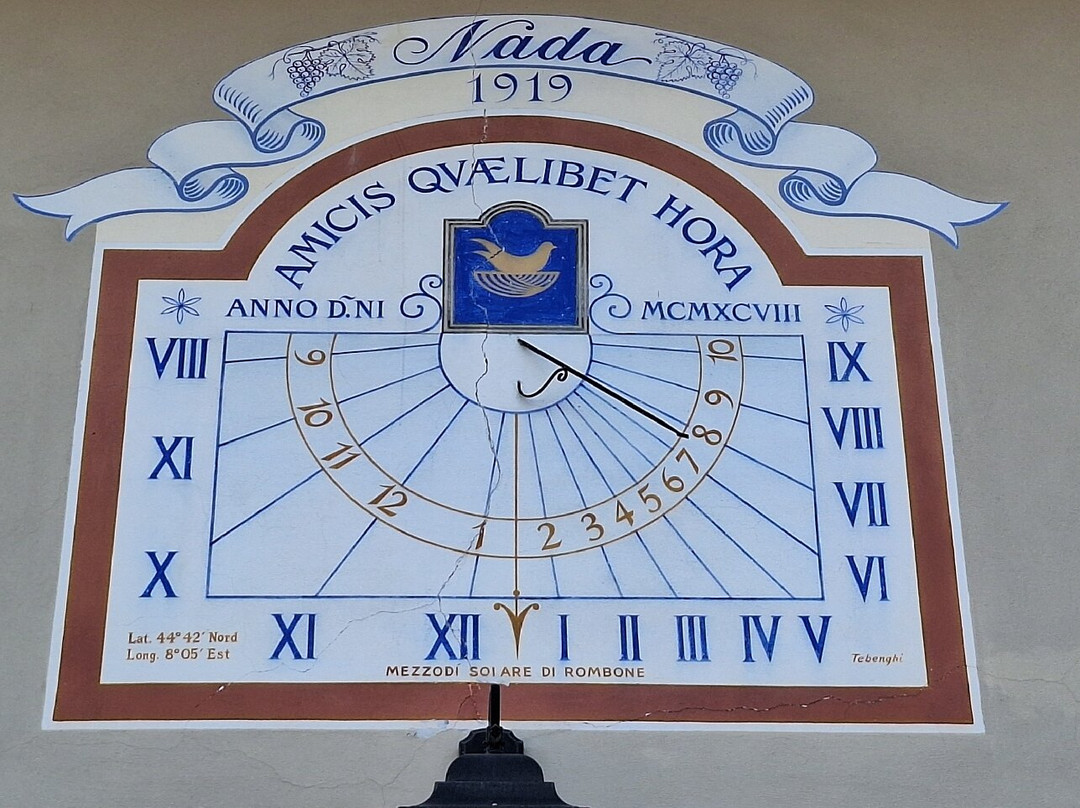 Nàda
1919
AMICIS QVÆLIBET HORA
ANNO D̃.NI
MCMXCVIII
VIII
XI
X
XI
XII
I
II
III
IV
V
VI
VII
VIII
IX
9
10
11
12
1
2
3
4
5
6
7
8
9
10
Lat. 44°42' Nord
Long. 8°05' Est
MEZZODÍ SOLARE DI ROMBONE
Tebenghi